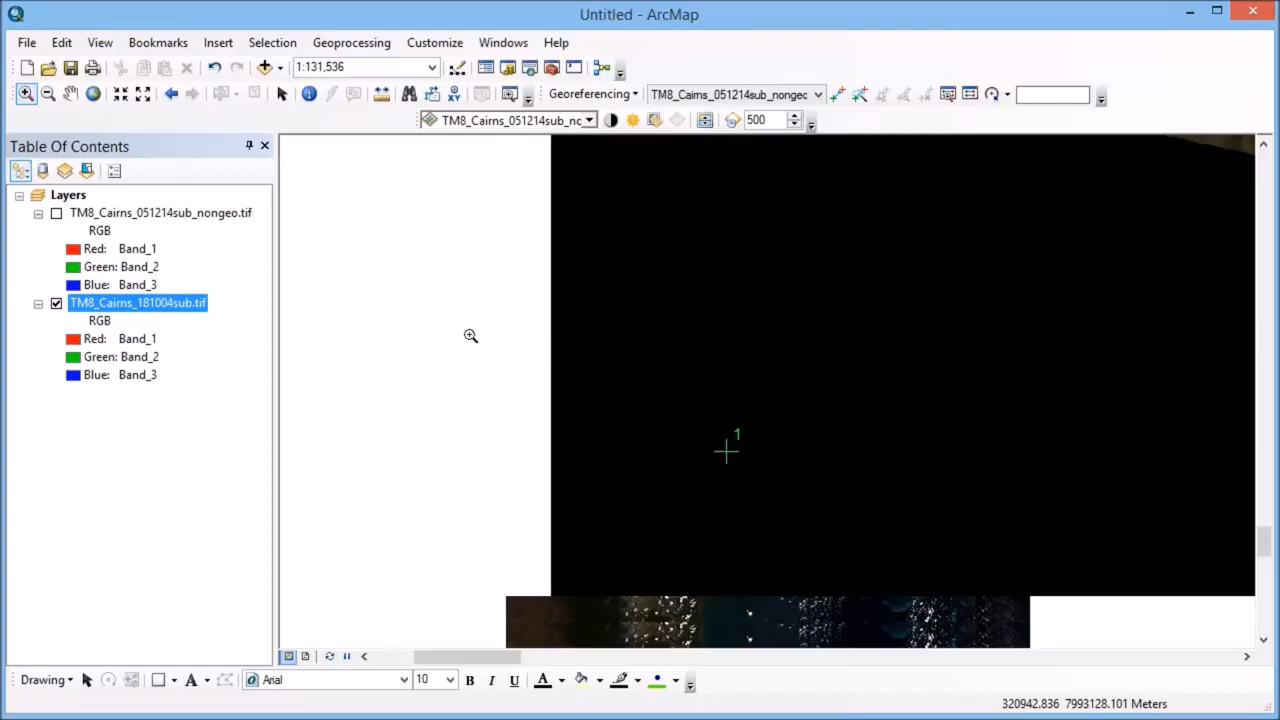 Untitled - ArcMap
File Edit View Bookmarks Insert Selection Geoprocessing Customize Windows Help
1:131,536
Georeferencing TM8_Cairns_051214sub_nongec
TM8_Cairns_051214sub_nc 500
Table Of Contents
Layers
TM8_Cairns_051214sub_nongeo.tif
RGB
Red: Band_1
Green: Band_2
Blue: Band_3
TM8_Cairns_181004sub.tif
RGB
Red: Band_1
Green: Band_2
Blue: Band_3
1
Drawing A Arial 10 B I U A
320942.836 7993128.101 Meters